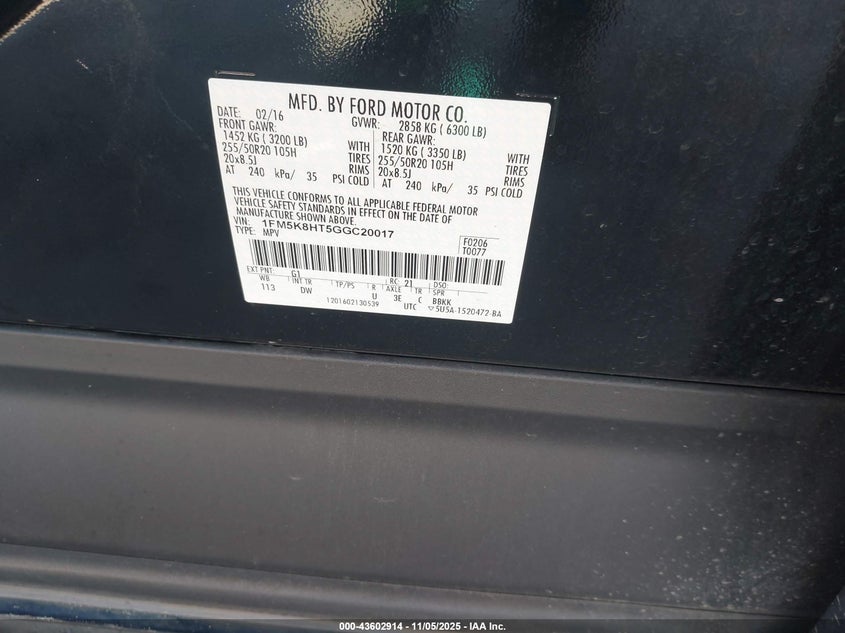 MFD. BY FORD MOTOR CO.
DATE: 02/16 GVWR: 2858 KG ( 6300 LB)
FRONT GAWR: REAR GAWR:
1452 KG ( 3200 LB) WITH 1520 KG ( 3350 LB) WITH
255/50R20 105H TIRES 255/50R20 105H TIRES
20x8.5J RIMS 20x8.5J RIMS
AT 240 kPa/ 35 PSI COLD AT 240 kPa/ 35 PSI COLD
THIS VEHICLE CONFORMS TO ALL APPLICABLE FEDERAL MOTOR
VEHICLE SAFETY STANDARDS IN EFFECT ON THE DATE OF
MANUFACTURE SHOWN ABOVE.
VIN: 1FM5K8HT5GGC20017 F0206
TYPE: MPV T0077
EXT PNT: G1 RC: 21 DSO:
WB INT TR TP/PS R AXLE TR SPR
113 DW U 3E C BBKK
1201602130539 UTC ▽5U5A-1520472-BA
000-43602914 | 11/05/2025 | IAA Inc.